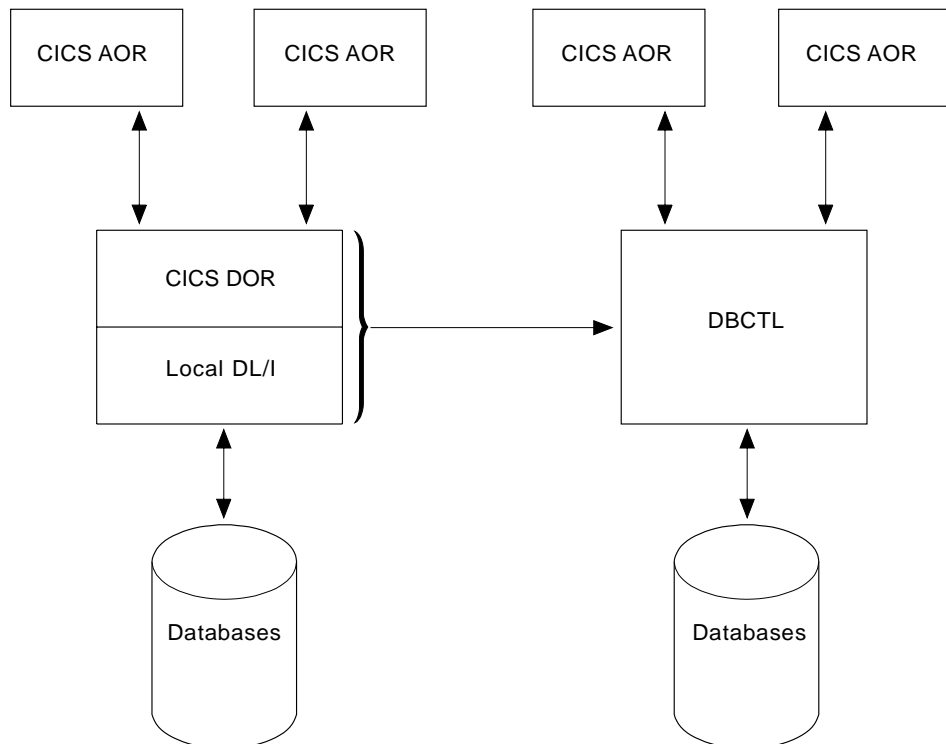 CICS AOR
CICS AOR
CICS AOR
CICS AOR
CICS DOR
Local DL/I
DBCTL
Databases
Databases